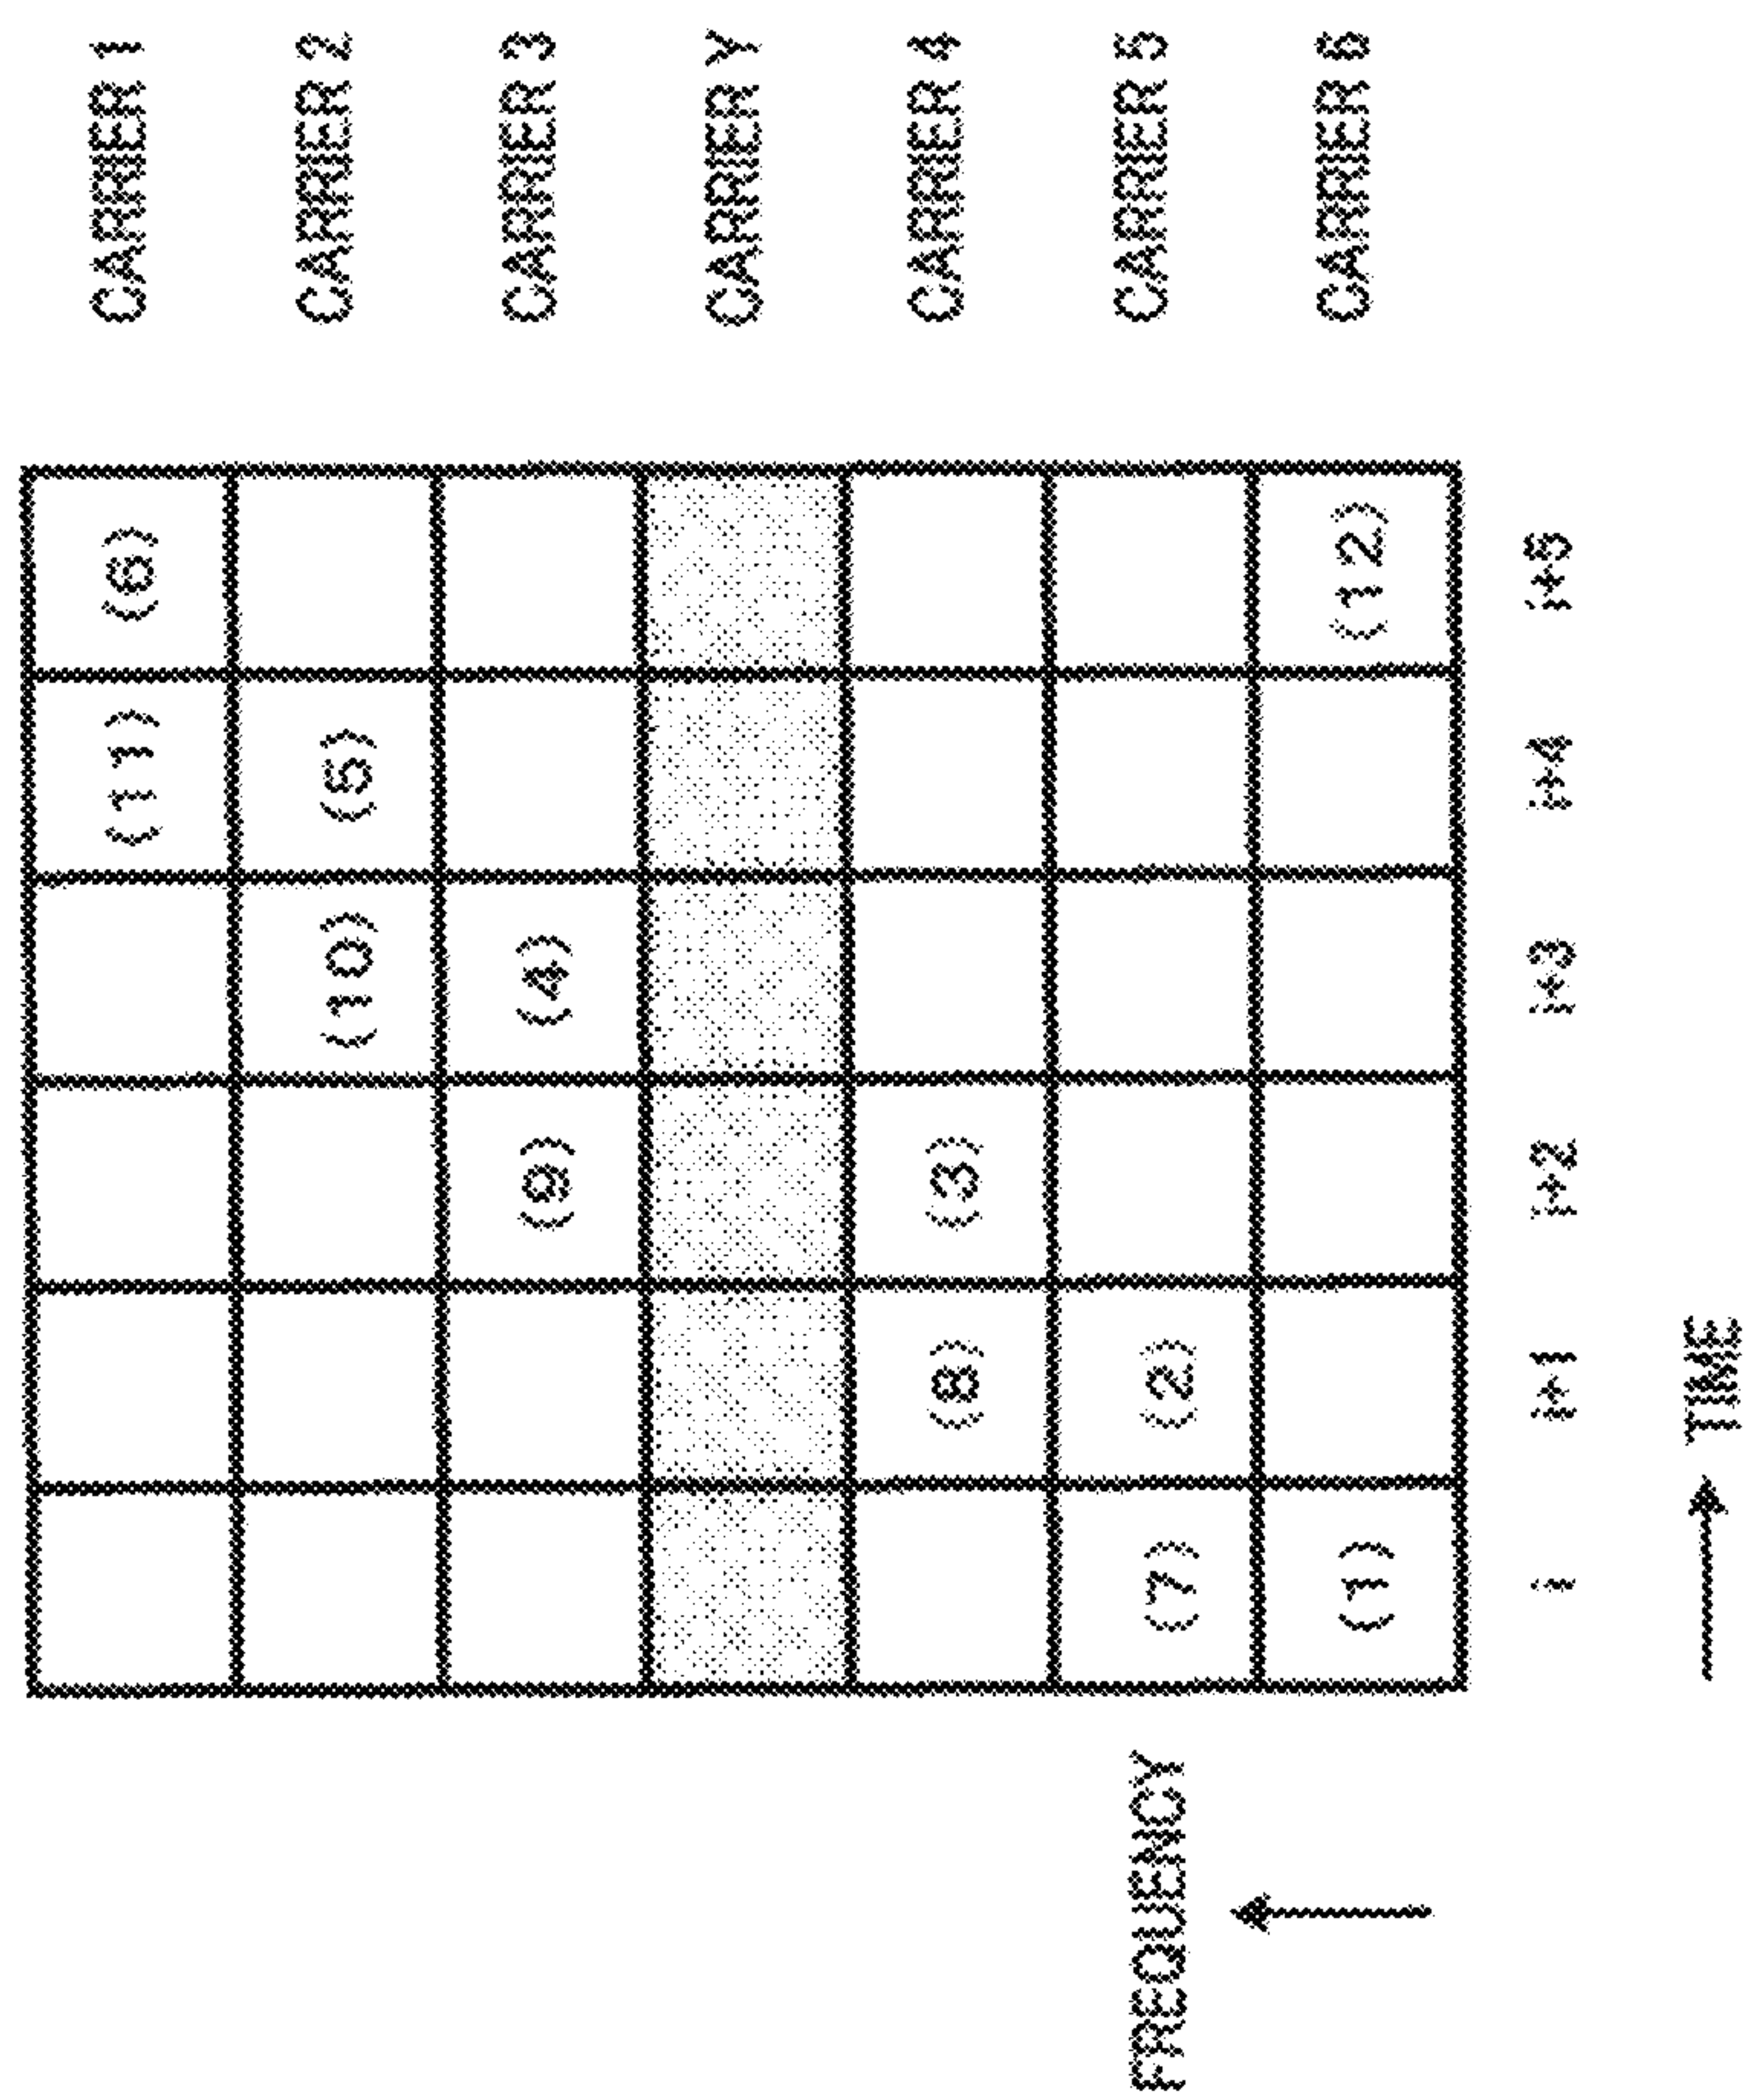 (11) (6) CARRIER 1
(10) (5) CARRIER 2
(9) (4) CARRIER 3
CARRIER Y
(8) (3) CARRIER 4
FREQUENCY (7) (2) CARRIER 5
(1) (12) CARRIER 6
i i+1 i+2 i+3 i+4 i+5
TIME